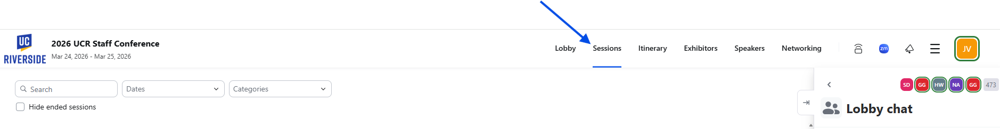 UC
RIVERSIDE
2026 UCR Staff Conference
Mar 24, 2026 - Mar 25, 2026
Lobby
Sessions
Itinerary
Exhibitors
Speakers
Networking
zm
JV
Search
Dates
Categories
Hide ended sessions
SD
GG
HW
NA
GG
473
Lobby chat